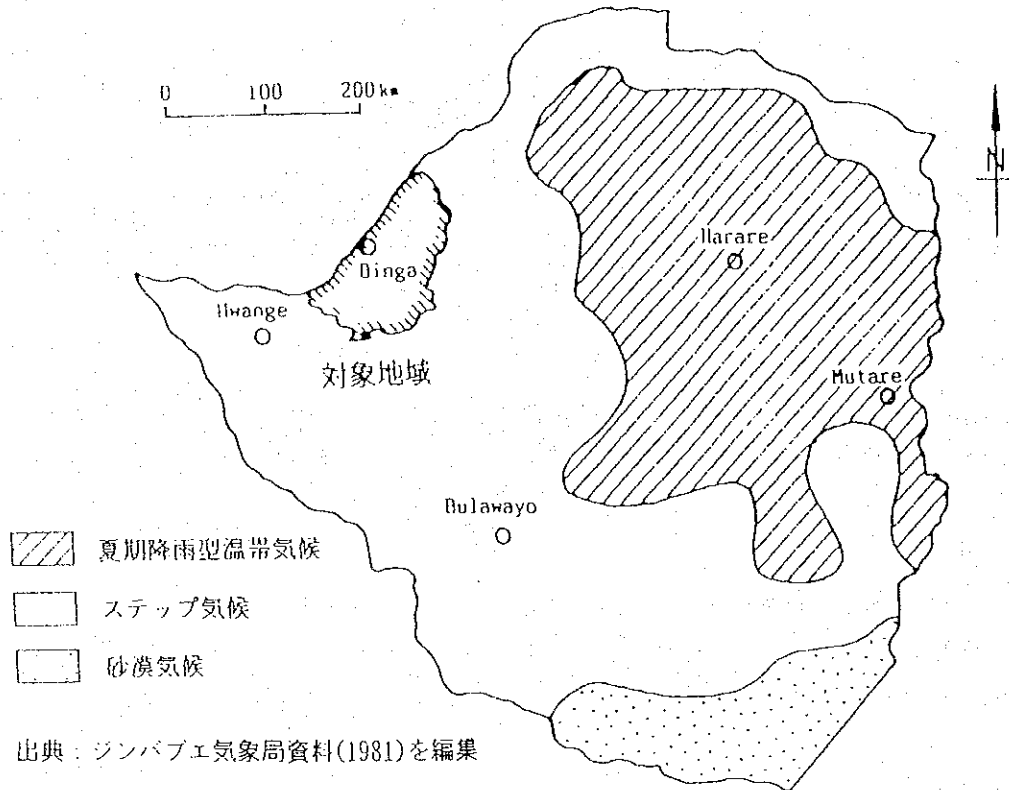 0 100 200 km
N
Harare
Binga
Hwange
対象地域
Mutare
Bulawayo
夏期降雨型温帯気候
ステップ気候
砂漠気候
出典：ジンバブエ気象局資料(1981)を編集